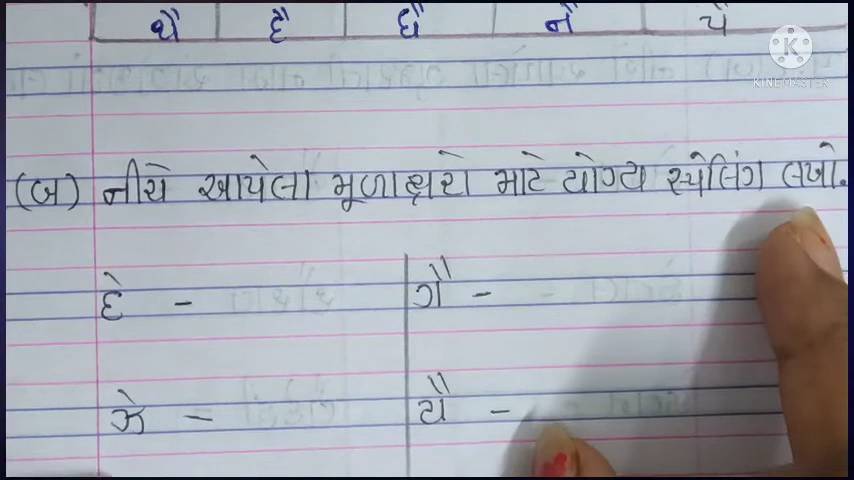 થૌ દૈ ઘૌ નૌ
K
KINEMASTER
(બ) નીચે આપેલા મૂળાક્ષરો માટે યોગ્ય સ્પેલિંગ લખો.
દે - ગૌ -
ઝે - યૌ -